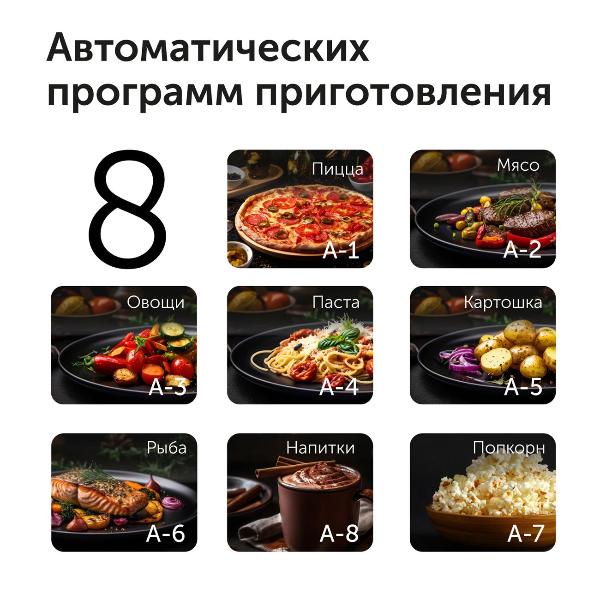 Автоматических
программ приготовления
8
Пицца
A-1
Мясо
A-2
Овощи
A-3
Паста
A-4
Картошка
A-5
Рыба
A-6
Напитки
A-8
Попкорн
A-7